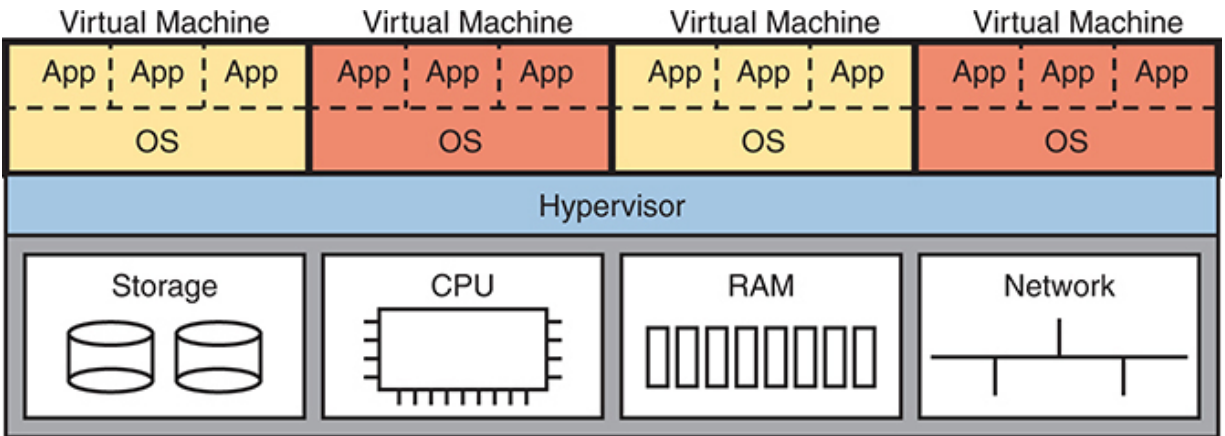 Virtual Machine Virtual Machine Virtual Machine Virtual Machine
App App App App App App App App App App App App
OS OS OS OS
Hypervisor
Storage CPU RAM Network